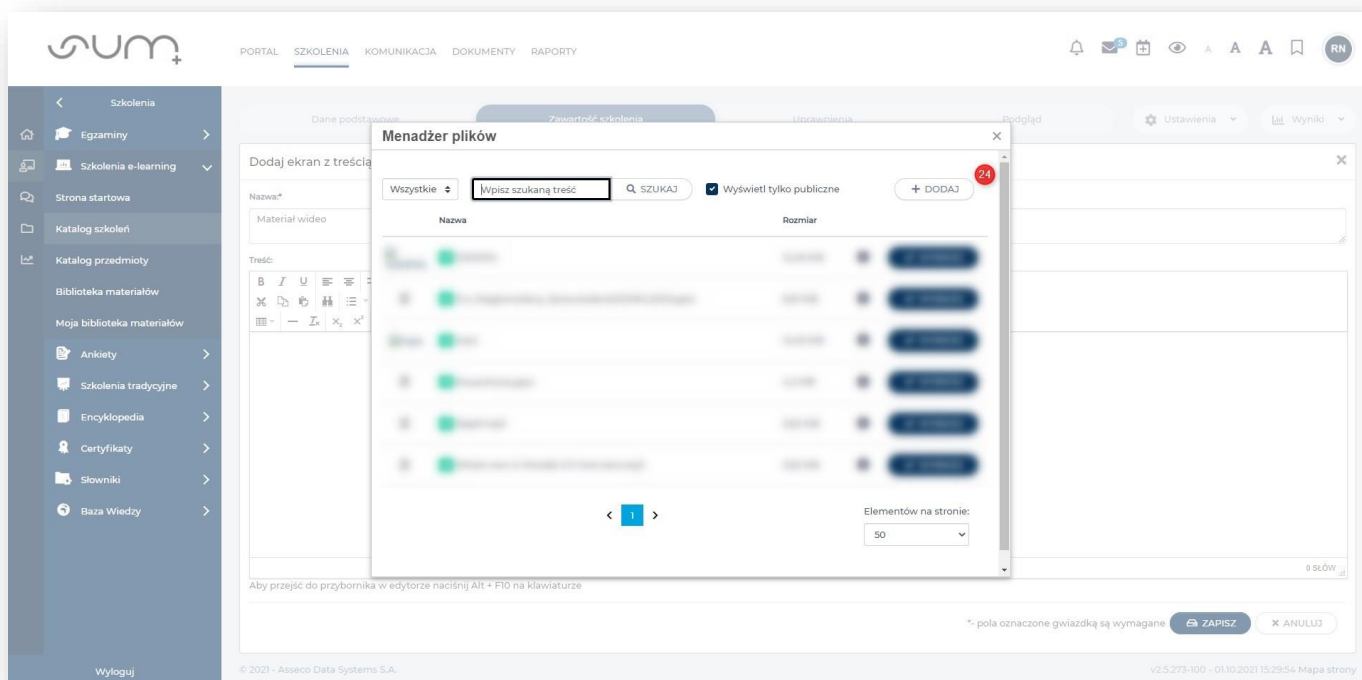 sum+
PORTAL SZKOLENIA KOMUNIKACJA DOKUMENTY RAPORTY
5 A A A RN
Szkolenia
Egzaminy
Szkolenia e-learning
Strona startowa
Katalog szkoleń
Katalog przedmioty
Biblioteka materiałów
Moja biblioteka materiałów
Ankiety
Szkolenia tradycyjne
Encyklopedia
Certyfikaty
Słowniki
Baza Wiedzy
Wyloguj
Dane podstawowe Zawartość szkolenia Uprawnienia Podgląd Ustawienia Wyniki
Dodaj ekran z treścią
Nazwa:*
Materiał wideo
Treść:
Menadżer plików
24
Wszystkie Wpisz szukaną treść SZUKAJ Wyświetl tylko publiczne + DODAJ
Nazwa Rozmiar
1
Elementów na stronie:
50
0 SŁÓW
Aby przejść do przybornika w edytorze naciśnij Alt + F10 na klawiaturze
*- pola oznaczone gwiazdką są wymagane ZAPISZ ANULUJ
© 2021 - Asseco Data Systems S.A. v2.5.273-100 - 01.10.2021 15:29:54 Mapa strony